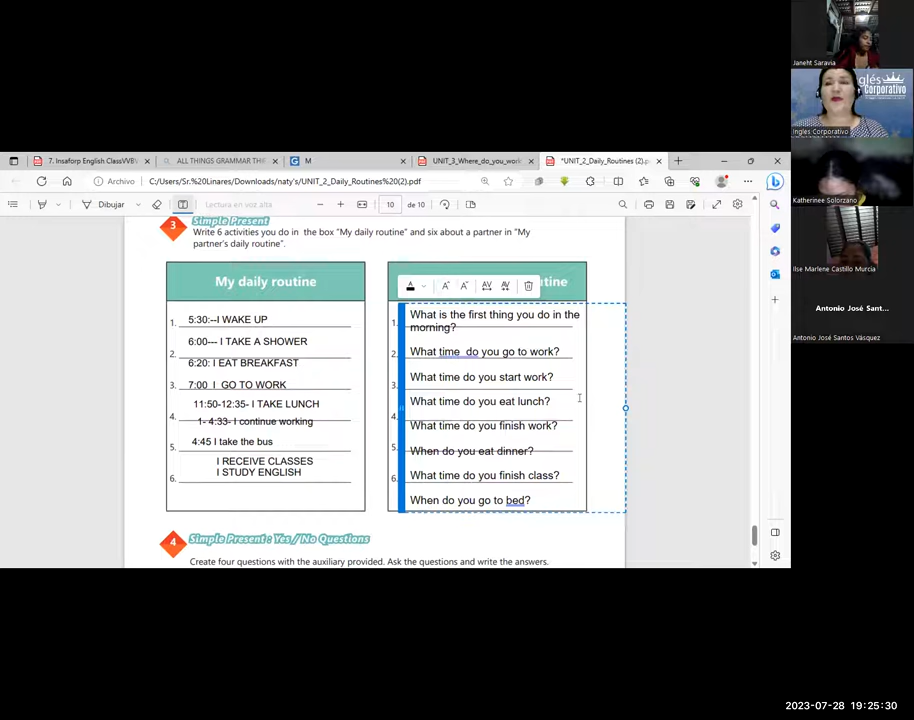 7. Insaforp English ClassVVBV
ALL THINGS GRAMMAR THI
M
UNIT_3_Where_do_you_work
*UNIT_2_Daily_Routines (2).p
Archivo
C:/Users/Sr.%20Linares/Downloads/naty's/UNIT_2_Daily_Routines%20(2).pdf
Dibujar
Lectura en voz alta
10
de 10
3
Simple Present
Write 6 activities you do in the box "My daily routine" and six about a partner in "My
partner's daily routine".
My daily routine
1.
5:30:--I WAKE UP
6:00--- I TAKE A SHOWER
2.
6:20: I EAT BREAKFAST
3.
7:00 I GO TO WORK
11:50-12:35- I TAKE LUNCH
4.
1- 4:33- I continue working
5.
4:45 I take the bus
I RECEIVE CLASSES
I STUDY ENGLISH
6.
utine
1.
What is the first thing you do in the
morning?
2.
What time do you go to work?
3.
What time do you start work?
What time do you eat lunch?
4.
What time do you finish work?
5.
When do you eat dinner?
6.
What time do you finish class?
When do you go to bed?
4
Simple Present : Yes / No Questions
Create four questions with the auxiliary provided. Ask the questions and write the answers.
Janeht Saravia
glés
Corporativo
Ingles Corporativo
Katherinee Solorzano
Ilse Marlene Castillo Murcia
Antonio José Sant...
Antonio José Santos Vásquez
2023-07-28 19:25:30